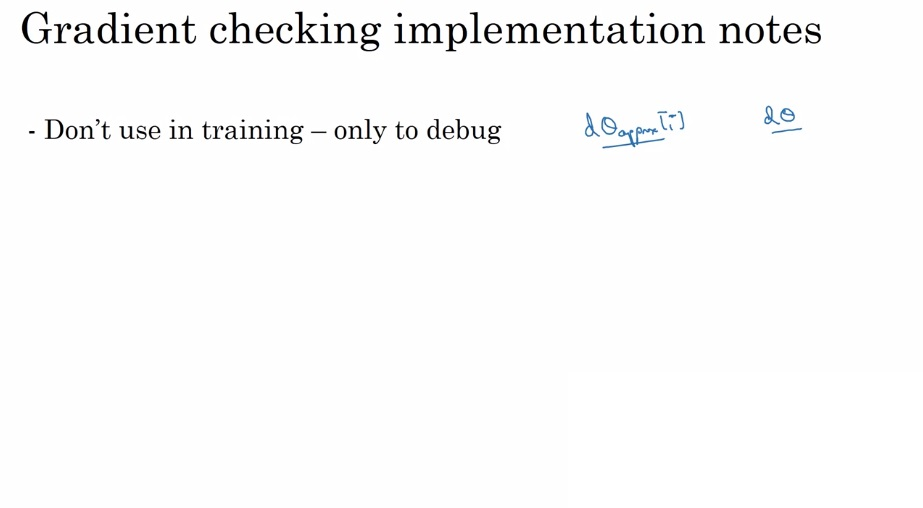 Gradient checking implementation notes
- Don't use in training – only to debug dθapprox[i] dθ